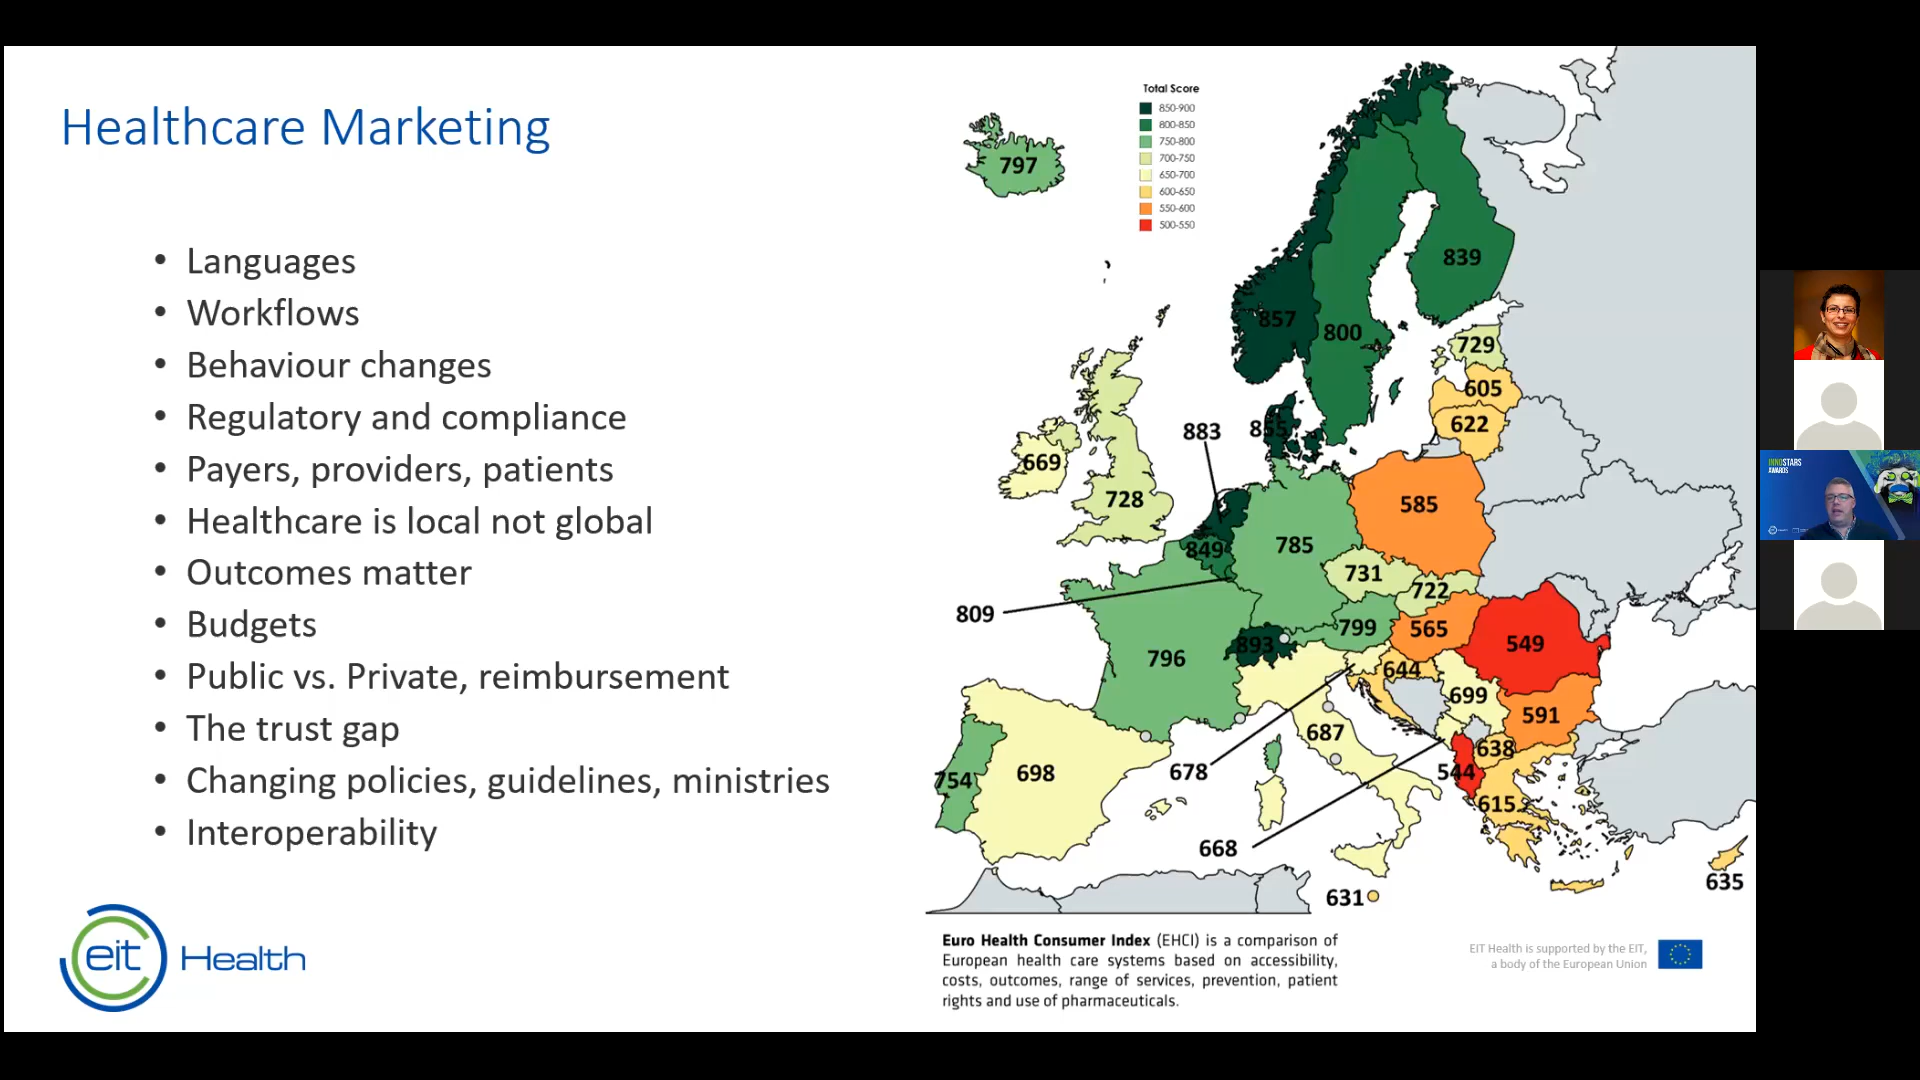 Healthcare Marketing
• Languages
• Workflows
• Behaviour changes
• Regulatory and compliance
• Payers, providers, patients
• Healthcare is local not global
• Outcomes matter
• Budgets
• Public vs. Private, reimbursement
• The trust gap
• Changing policies, guidelines, ministries
• Interoperability
eit Health
Total Score
850-900
800-850
750-800
700-750
650-700
600-650
550-600
500-550
797
839
857
800
729
605
622
883
855
669
728
585
849
785
731
722
809
799
565
549
893
796
644
699
591
687
638
678
544
754
698
615
668
631
635
Euro Health Consumer Index (EHCI) is a comparison of
European health care systems based on accessibility,
costs, outcomes, range of services, prevention, patient
rights and use of pharmaceuticals.
EIT Health is supported by the EIT,
a body of the European Union
INNOSTARS
AWARDS